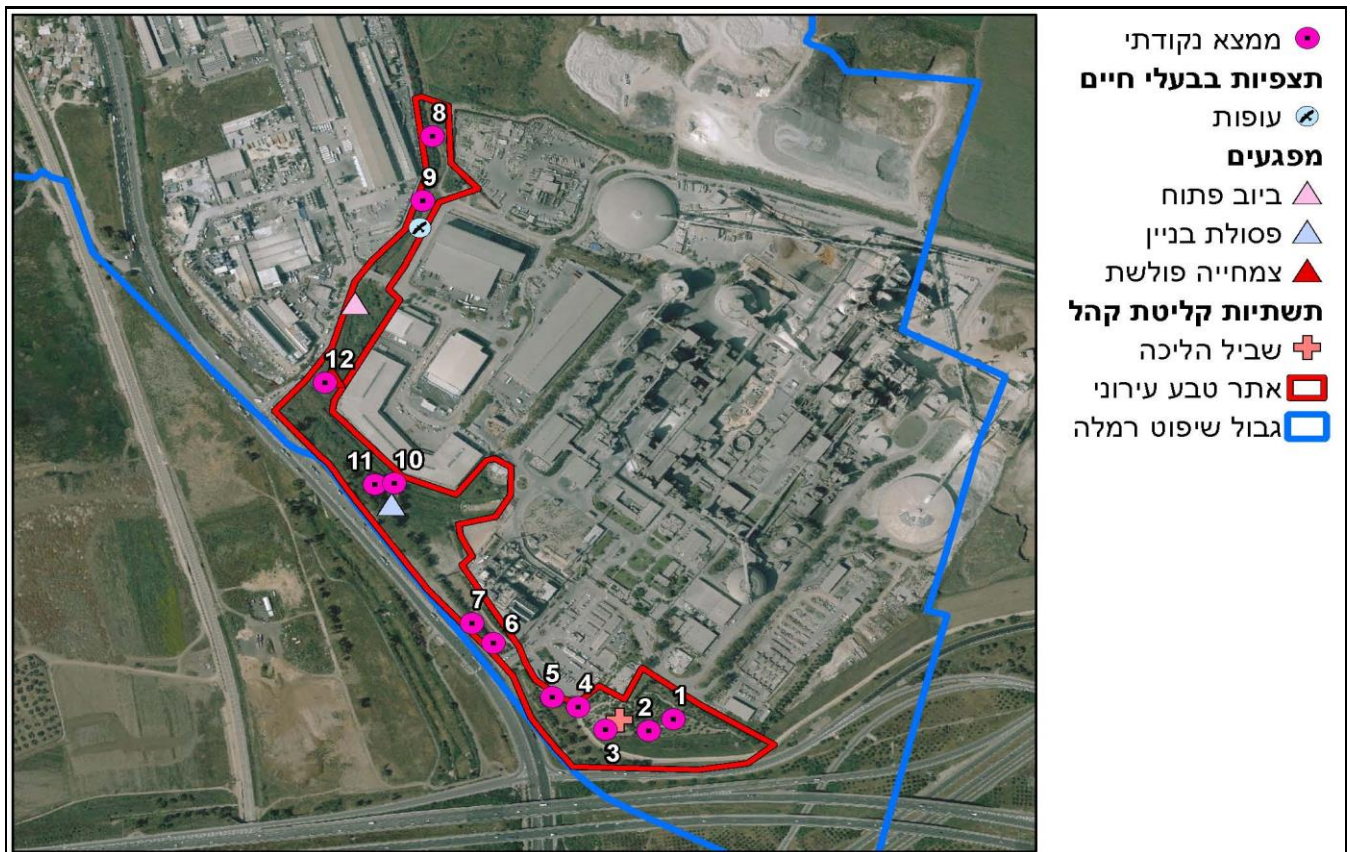 ממצא נקודתי
תצפיות בבעלי חיים
עופות
מפגעים
ביוב פתוח
פסולת בניין
צמחייה פולשת
תשתיות קליטת קהל
שביל הליכה
אתר טבע עירוני
גבול שיפוט רמלה
8
9
12
11 10
7
6
5
4
2
1
3